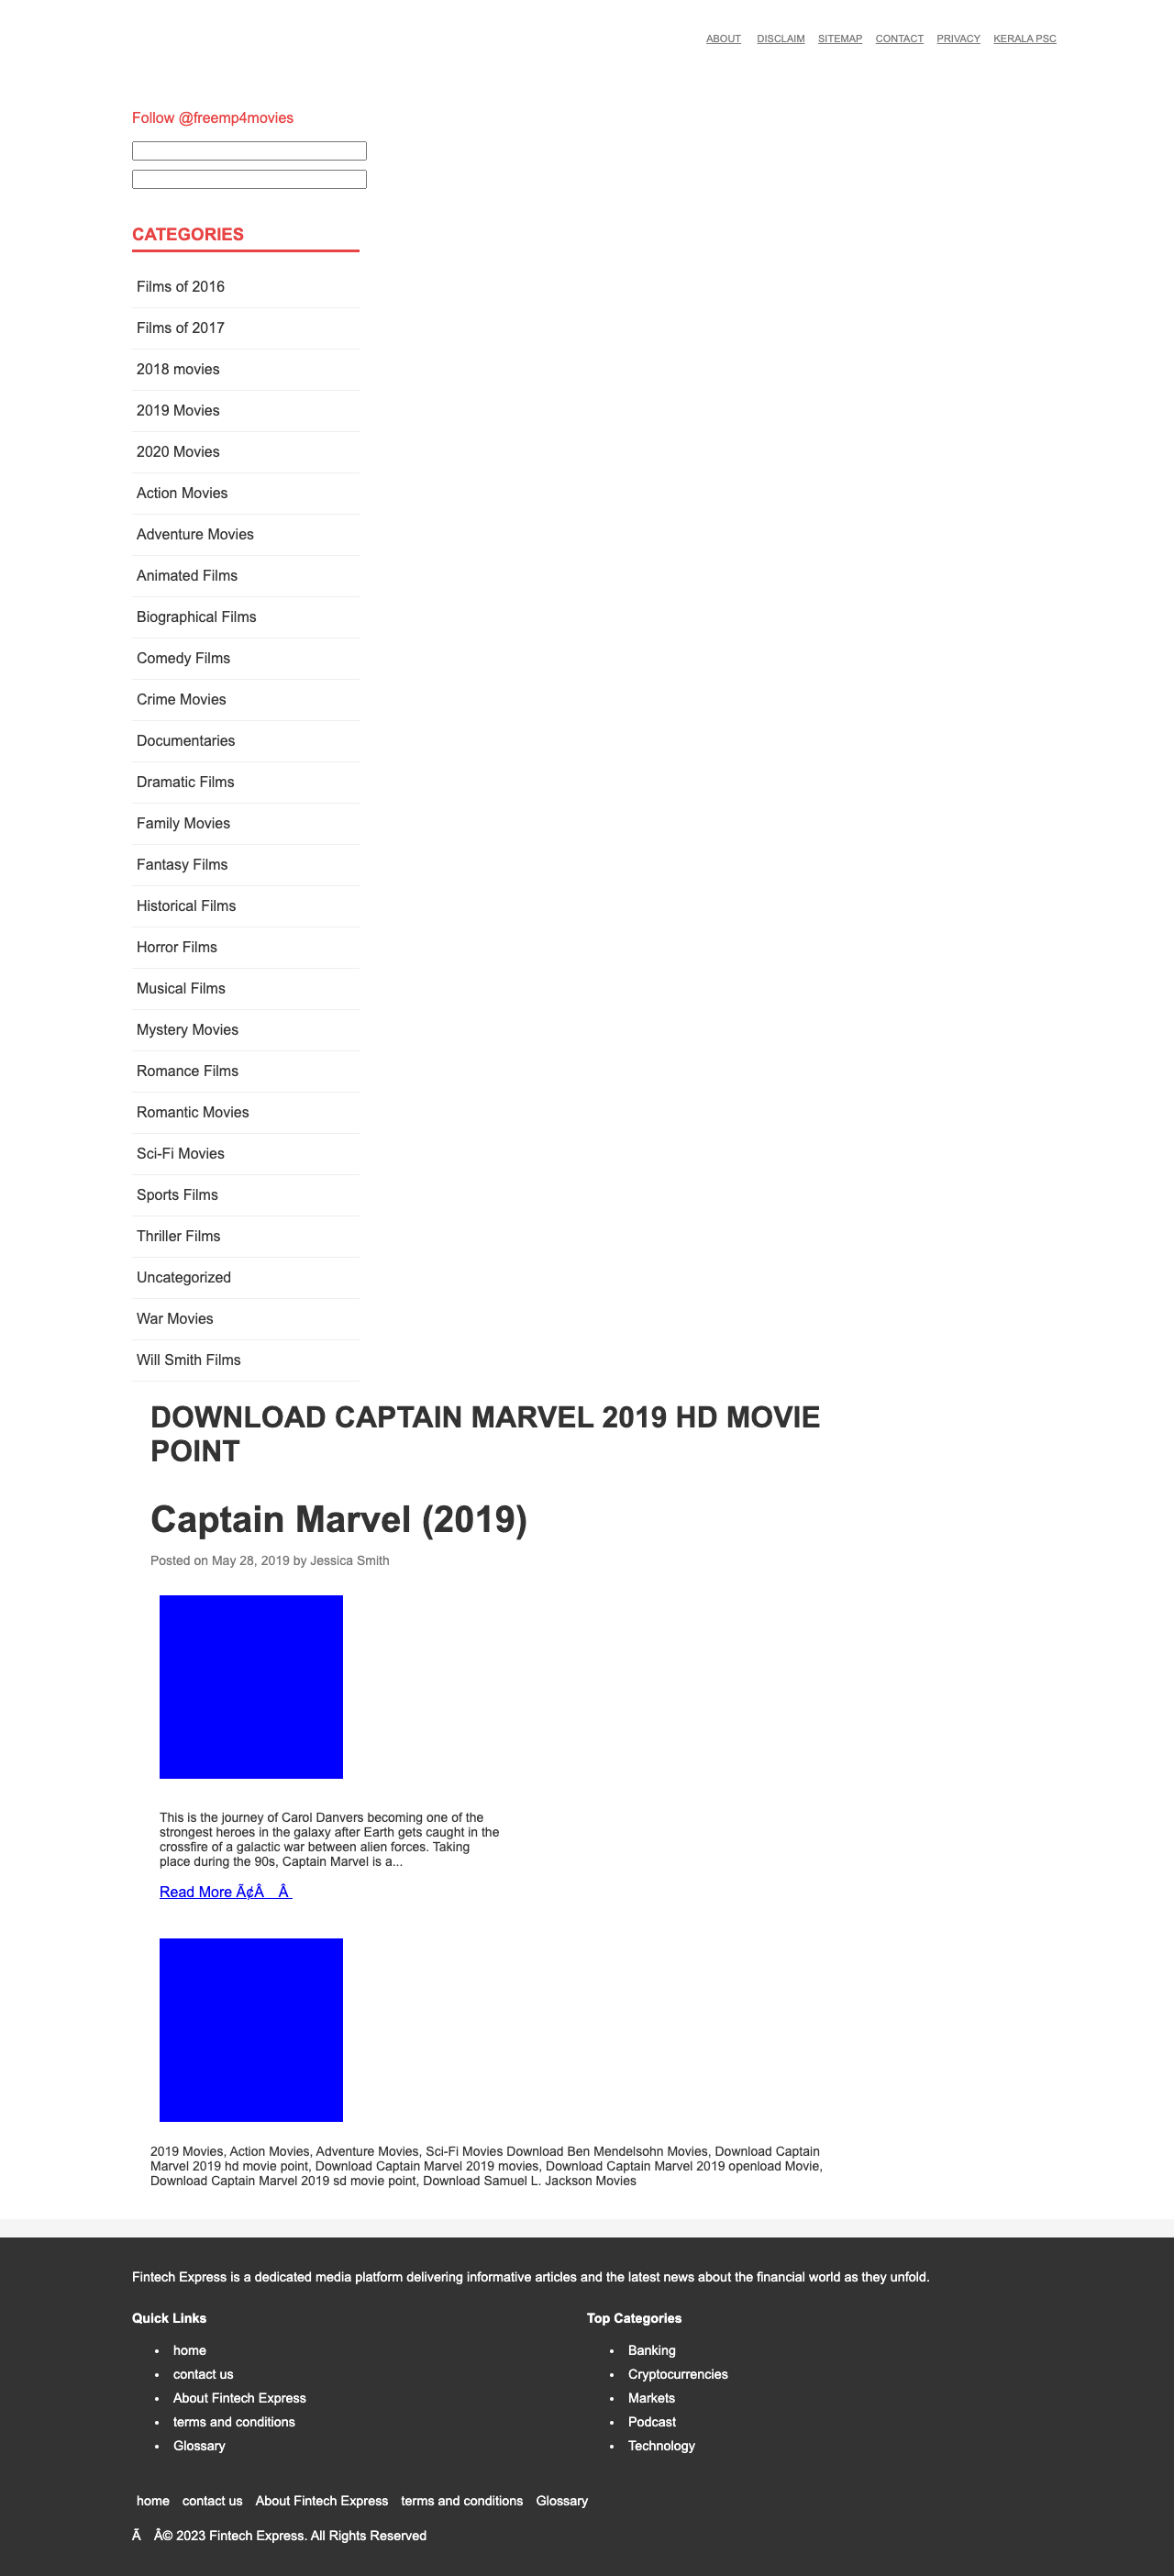 ABOUT DISCLAIM SITEMAP CONTACT PRIVACY KERALA PSC
Follow @freemp4movies
CATEGORIES
Films of 2016
Films of 2017
2018 movies
2019 Movies
2020 Movies
Action Movies
Adventure Movies
Animated Films
Biographical Films
Comedy Films
Crime Movies
Documentaries
Dramatic Films
Family Movies
Fantasy Films
Historical Films
Horror Films
Musical Films
Mystery Movies
Romance Films
Romantic Movies
Sci-Fi Movies
Sports Films
Thriller Films
Uncategorized
War Movies
Will Smith Films
DOWNLOAD CAPTAIN MARVEL 2019 HD MOVIE
POINT
Captain Marvel (2019)
Posted on May 28, 2019 by Jessica Smith
This is the journey of Carol Danvers becoming one of the
strongest heroes in the galaxy after Earth gets caught in the
crossfire of a galactic war between alien forces. Taking
place during the 90s, Captain Marvel is a...
Read More Ã¢Â Â
2019 Movies, Action Movies, Adventure Movies, Sci-Fi Movies Download Ben Mendelsohn Movies, Download Captain
Marvel 2019 hd movie point, Download Captain Marvel 2019 movies, Download Captain Marvel 2019 openload Movie,
Download Captain Marvel 2019 sd movie point, Download Samuel L. Jackson Movies
Fintech Express is a dedicated media platform delivering informative articles and the latest news about the financial world as they unfold.
Quick Links
• home
• contact us
• About Fintech Express
• terms and conditions
• Glossary
Top Categories
• Banking
• Cryptocurrencies
• Markets
• Podcast
• Technology
home contact us About Fintech Express terms and conditions Glossary
Ã Â© 2023 Fintech Express. All Rights Reserved